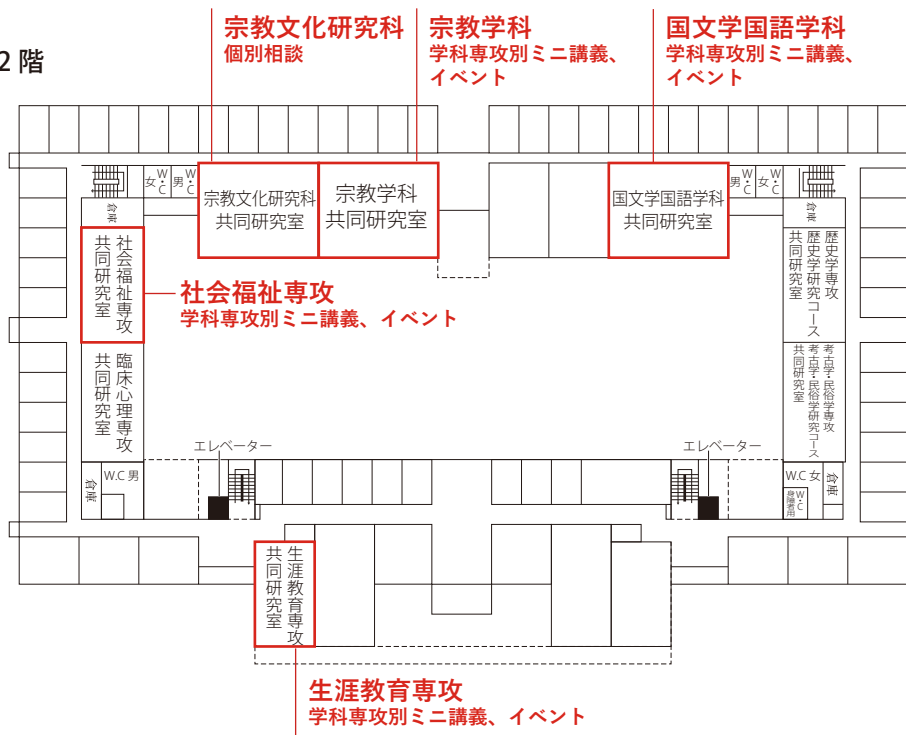 2 階
宗教文化研究科
個別相談
宗教学科
学科専攻別ミニ講義、
イベント
国文学国語学科
学科専攻別ミニ講義、
イベント
女W・C
男W・C
宗教文化研究科
共同研究室
宗教学科
共同研究室
国文学国語学科
共同研究室
男W・C
女W・C
倉庫
倉庫
社会福祉専攻
共同研究室
社会福祉専攻
学科専攻別ミニ講義、イベント
歴史学専攻
歴史学研究コース
共同研究室
臨床心理専攻
共同研究室
考古学・民俗学専攻
考古学・民俗学研究コース
共同研究室
エレベーター
エレベーター
倉庫
W.C 男
W.C 女
倉庫
W・C
身障者用
生涯教育専攻
共同研究室
生涯教育専攻
学科専攻別ミニ講義、イベント